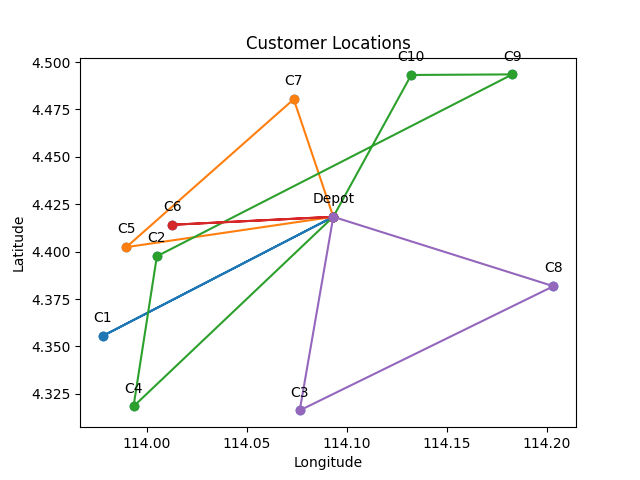 Customer Locations
C10
C9
4.500
C7
4.475
4.450
4.425
Depot
C6
C5
C2
4.400
C8
4.375
4.350
C1
4.325
C4
C3
114.00
114.05
114.10
114.15
114.20
Longitude
Latitude